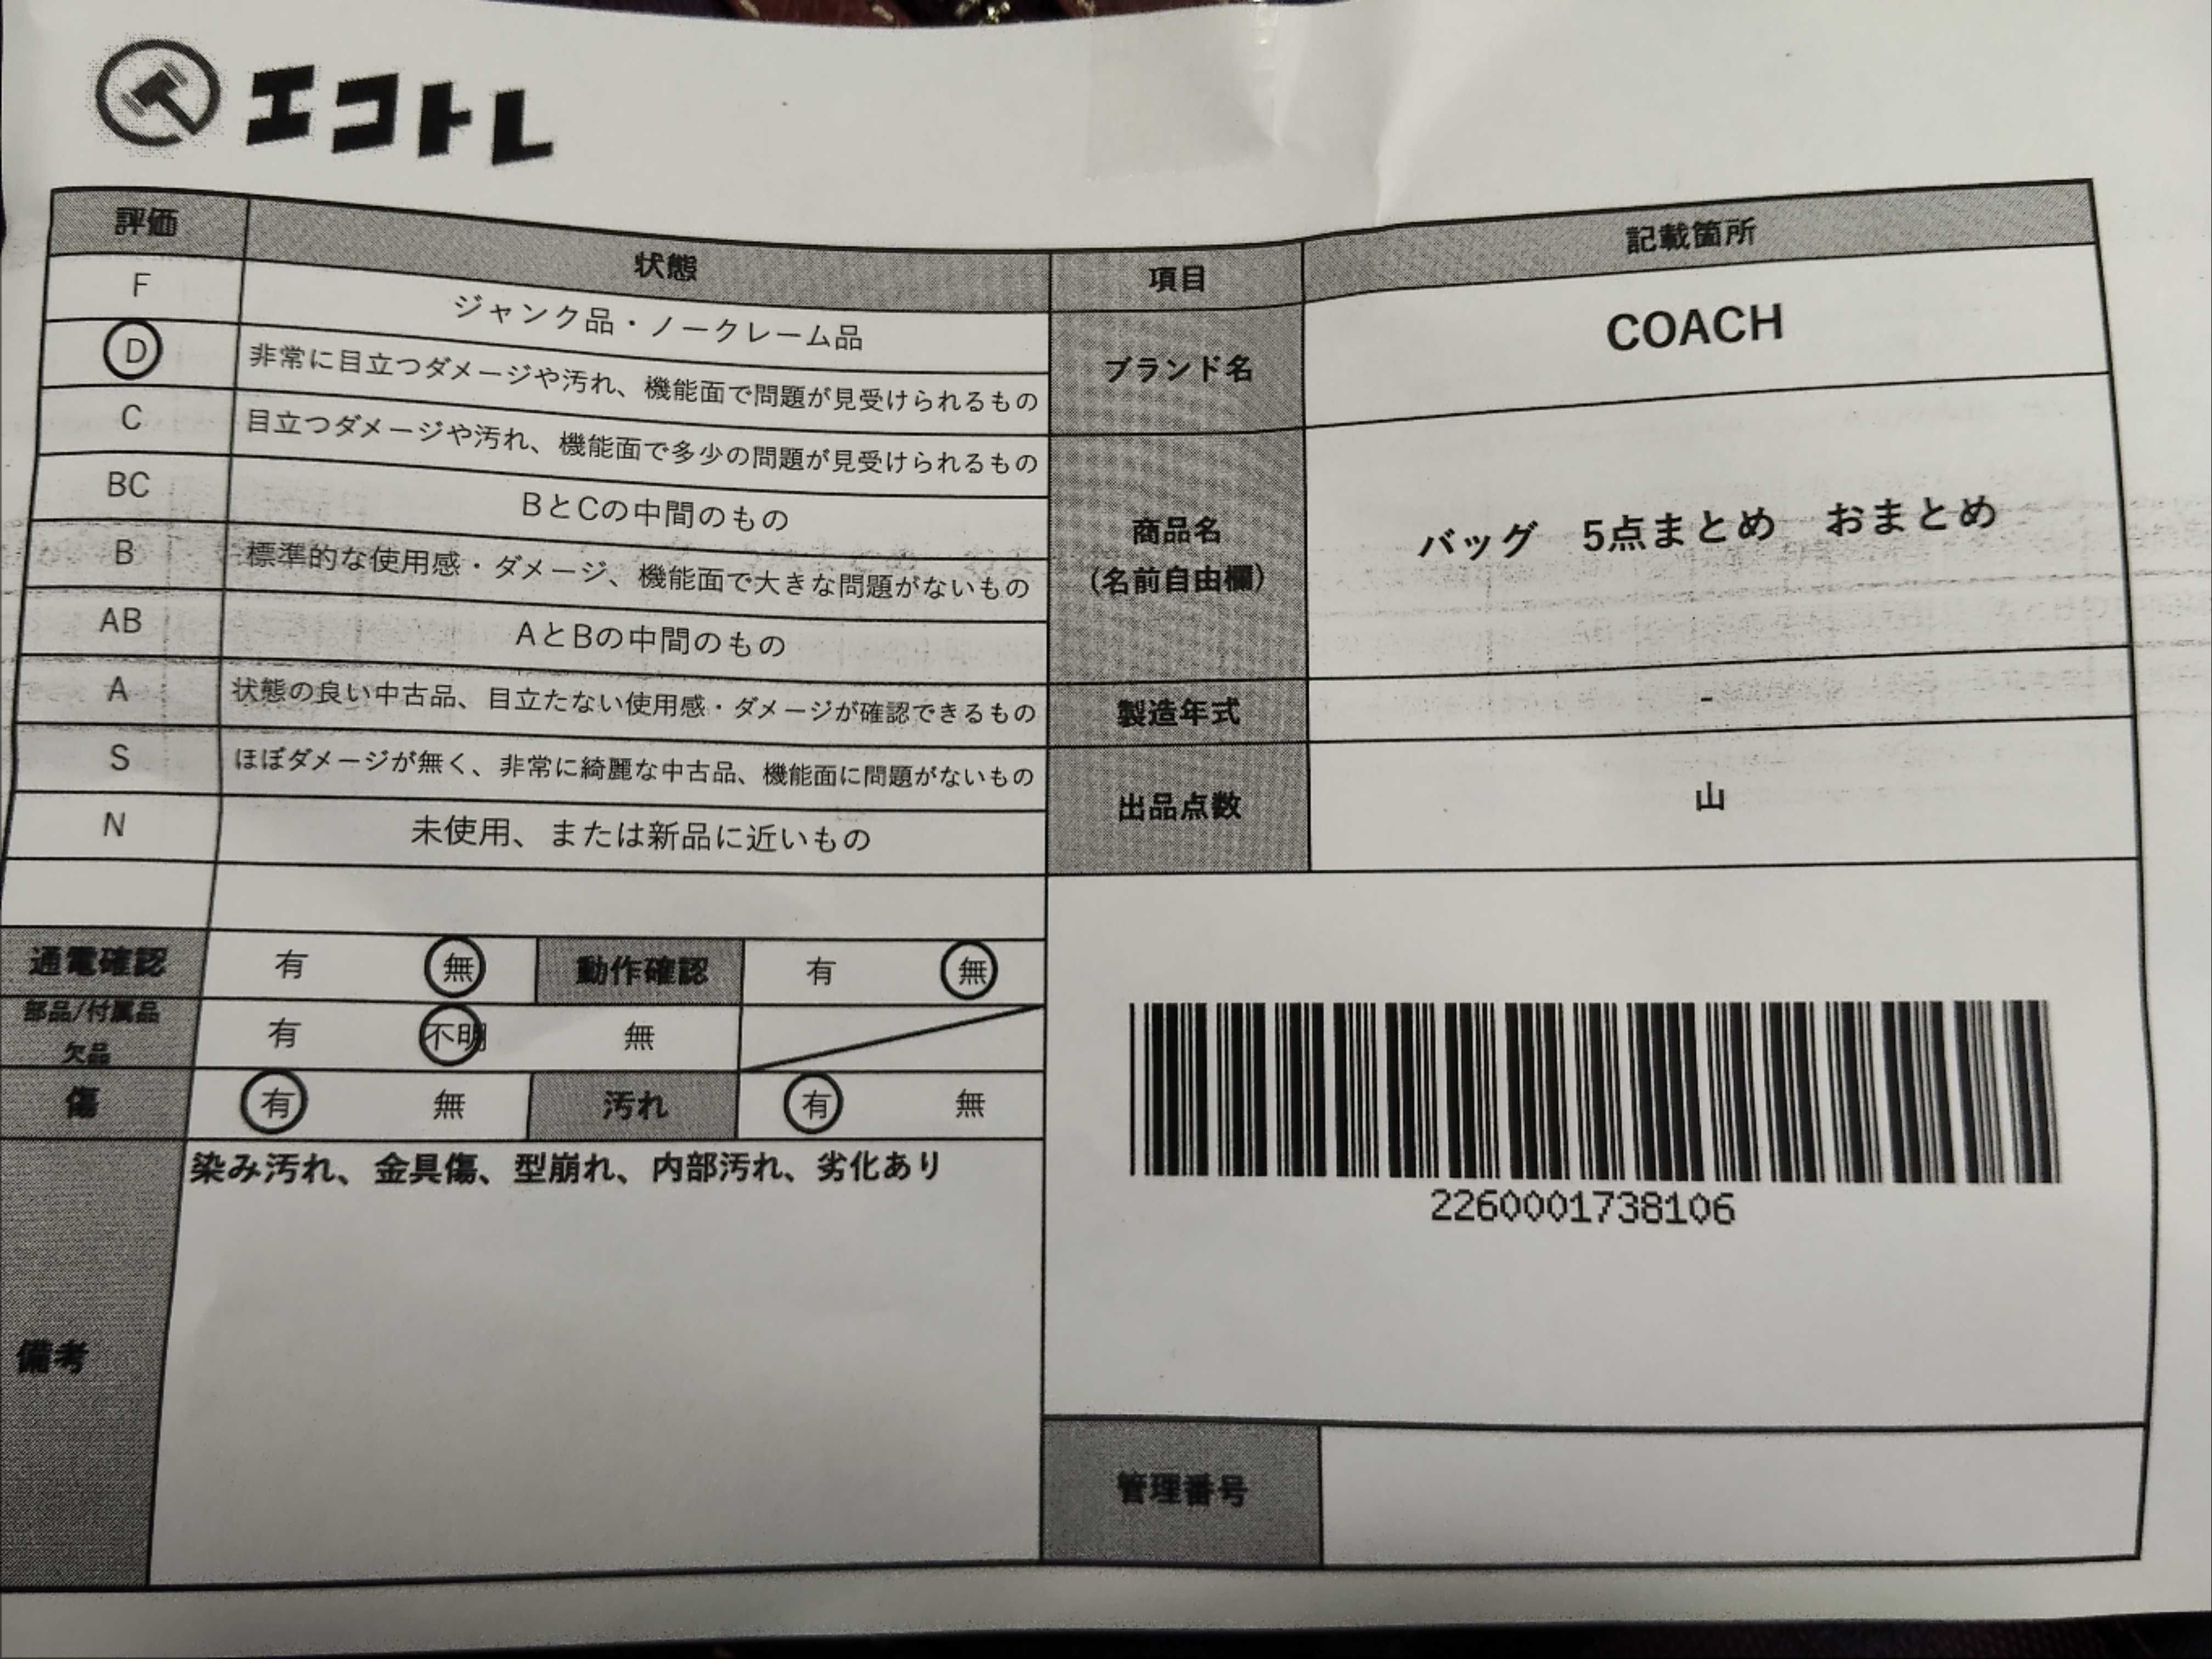 エコトレ
評価 状態
F ジャンク品・ノークレーム品
D 非常に目立つダメージや汚れ、機能面で問題が見受けられるもの
C 目立つダメージや汚れ、機能面で多少の問題が見受けられるもの
BC BとCの中間のもの
B 標準的な使用感・ダメージ、機能面で大きな問題がないもの
AB AとBの中間のもの
A 状態の良い中古品、目立たない使用感・ダメージが確認できるもの
S ほぼダメージが無く、非常に綺麗な中古品、機能面に問題がないもの
N 未使用、または新品に近いもの
通電確認 有 無 動作確認 有 無
部品/付属品
欠品 有 不明 無
傷 有 無 汚れ 有 無
備考 染み汚れ、金具傷、型崩れ、内部汚れ、劣化あり
項目 記載箇所
ブランド名 COACH
商品名
(名前自由欄) バッグ 5点まとめ おまとめ
製造年式 -
出品点数 山
2260001738106
管理番号